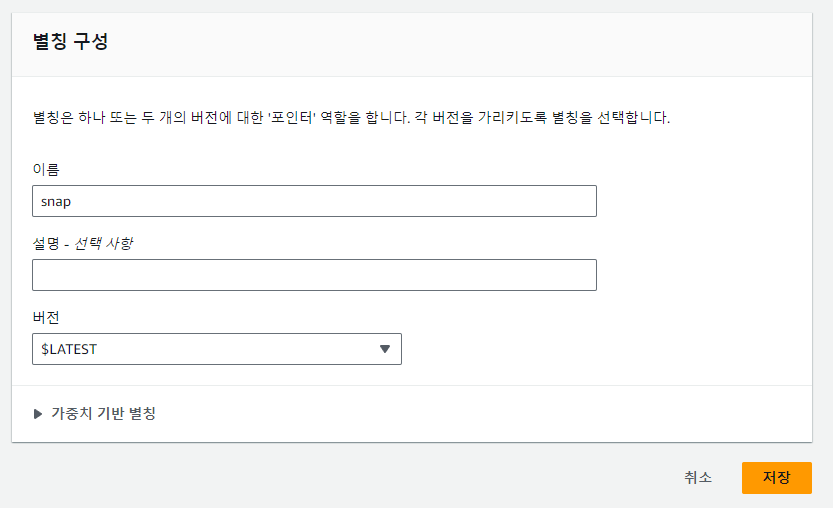 별칭 구성
별칭은 하나 또는 두 개의 버전에 대한 '포인터' 역할을 합니다. 각 버전을 가리키도록 별칭을 선택합니다.
이름
snap
설명 - 선택 사항
버전
$LATEST
가중치 기반 별칭
취소
저장